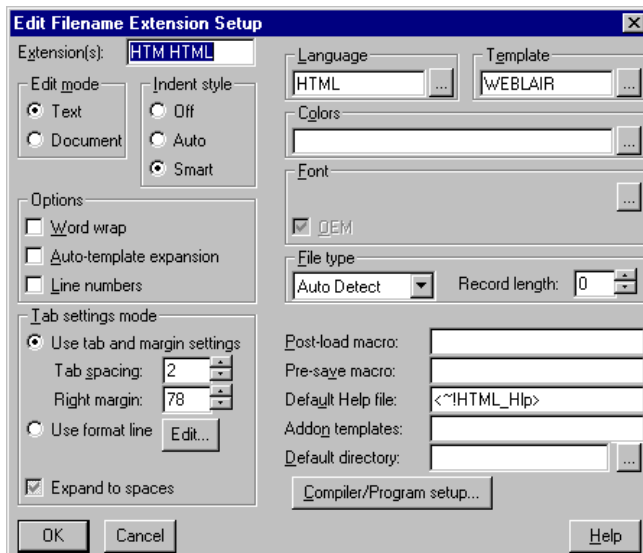 Edit Filename Extension Setup
Extension(s): HTM HTML
Edit mode
Text
Document
Indent style
Off
Auto
Smart
Options
Word wrap
Auto-template expansion
Line numbers
Tab settings mode
Use tab and margin settings
Tab spacing: 2
Right margin: 78
Use format line Edit...
Expand to spaces
Language
HTML ...
Template
WEBLAIR ...
Colors
...
Font
...
OEM
File type
Auto Detect Record length: 0
Post-load macro:
Pre-save macro:
Default Help file: <~!HTML_Hlp>
Addon templates:
Default directory: ...
Compiler/Program setup...
OK Cancel Help